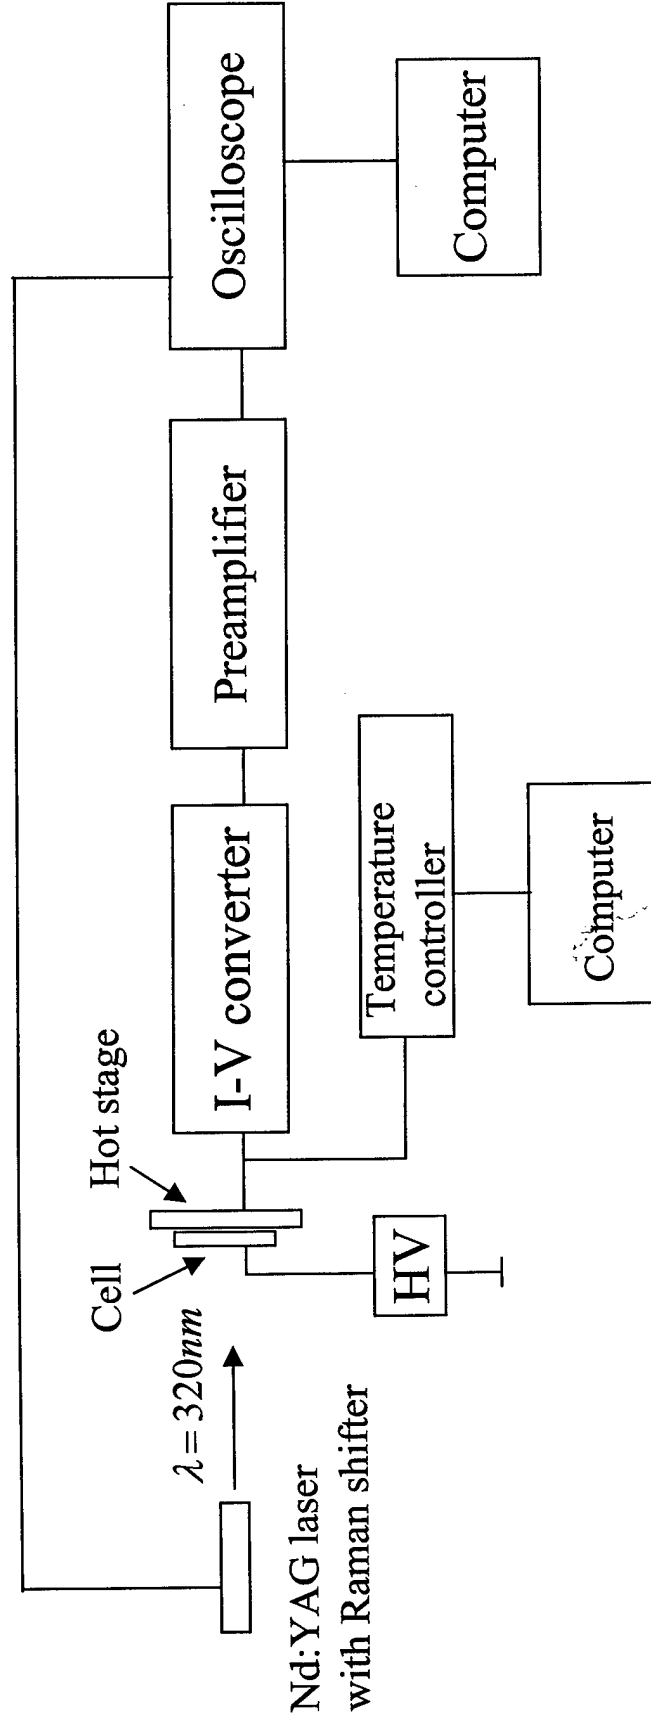 λ = 320nm
Nd:YAG laser
with Raman shifter
Cell
Hot stage
HV
I-V converter
Temperature
controller
Computer
Preamplifier
Oscilloscope
Computer